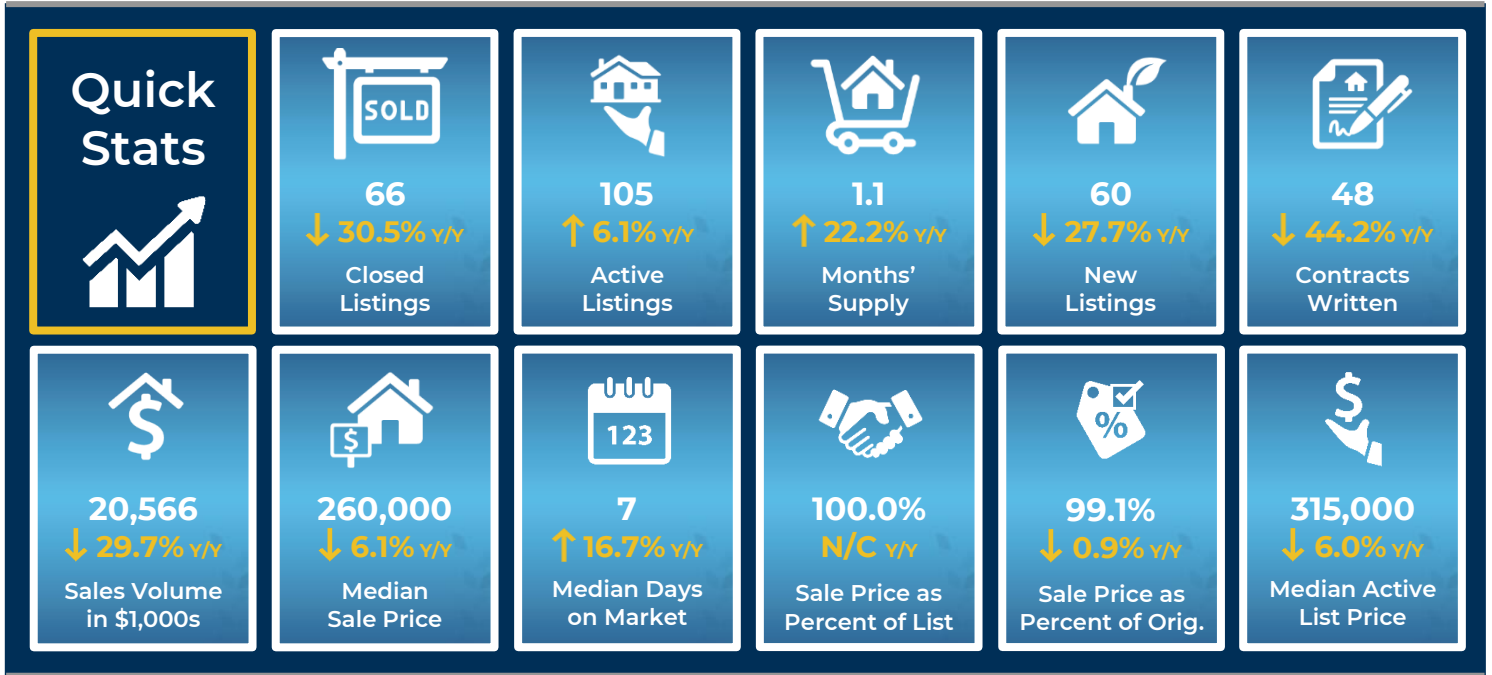 Quick
Stats
SOLD
66
↓ 30.5% Y/Y
Closed
Listings
105
↑ 6.1% Y/Y
Active
Listings
1.1
↑ 22.2% Y/Y
Months’
Supply
60
↓ 27.7% Y/Y
New
Listings
48
↓ 44.2% Y/Y
Contracts
Written
$
20,566
↓ 29.7% Y/Y
Sales Volume
in $1,000s
$
260,000
↓ 6.1% Y/Y
Median
Sale Price
123
7
↑ 16.7% Y/Y
Median Days
on Market
100.0%
N/C Y/Y
Sale Price as
Percent of List
%
99.1%
↓ 0.9% Y/Y
Sale Price as
Percent of Orig.
$
315,000
↓ 6.0% Y/Y
Median Active
List Price